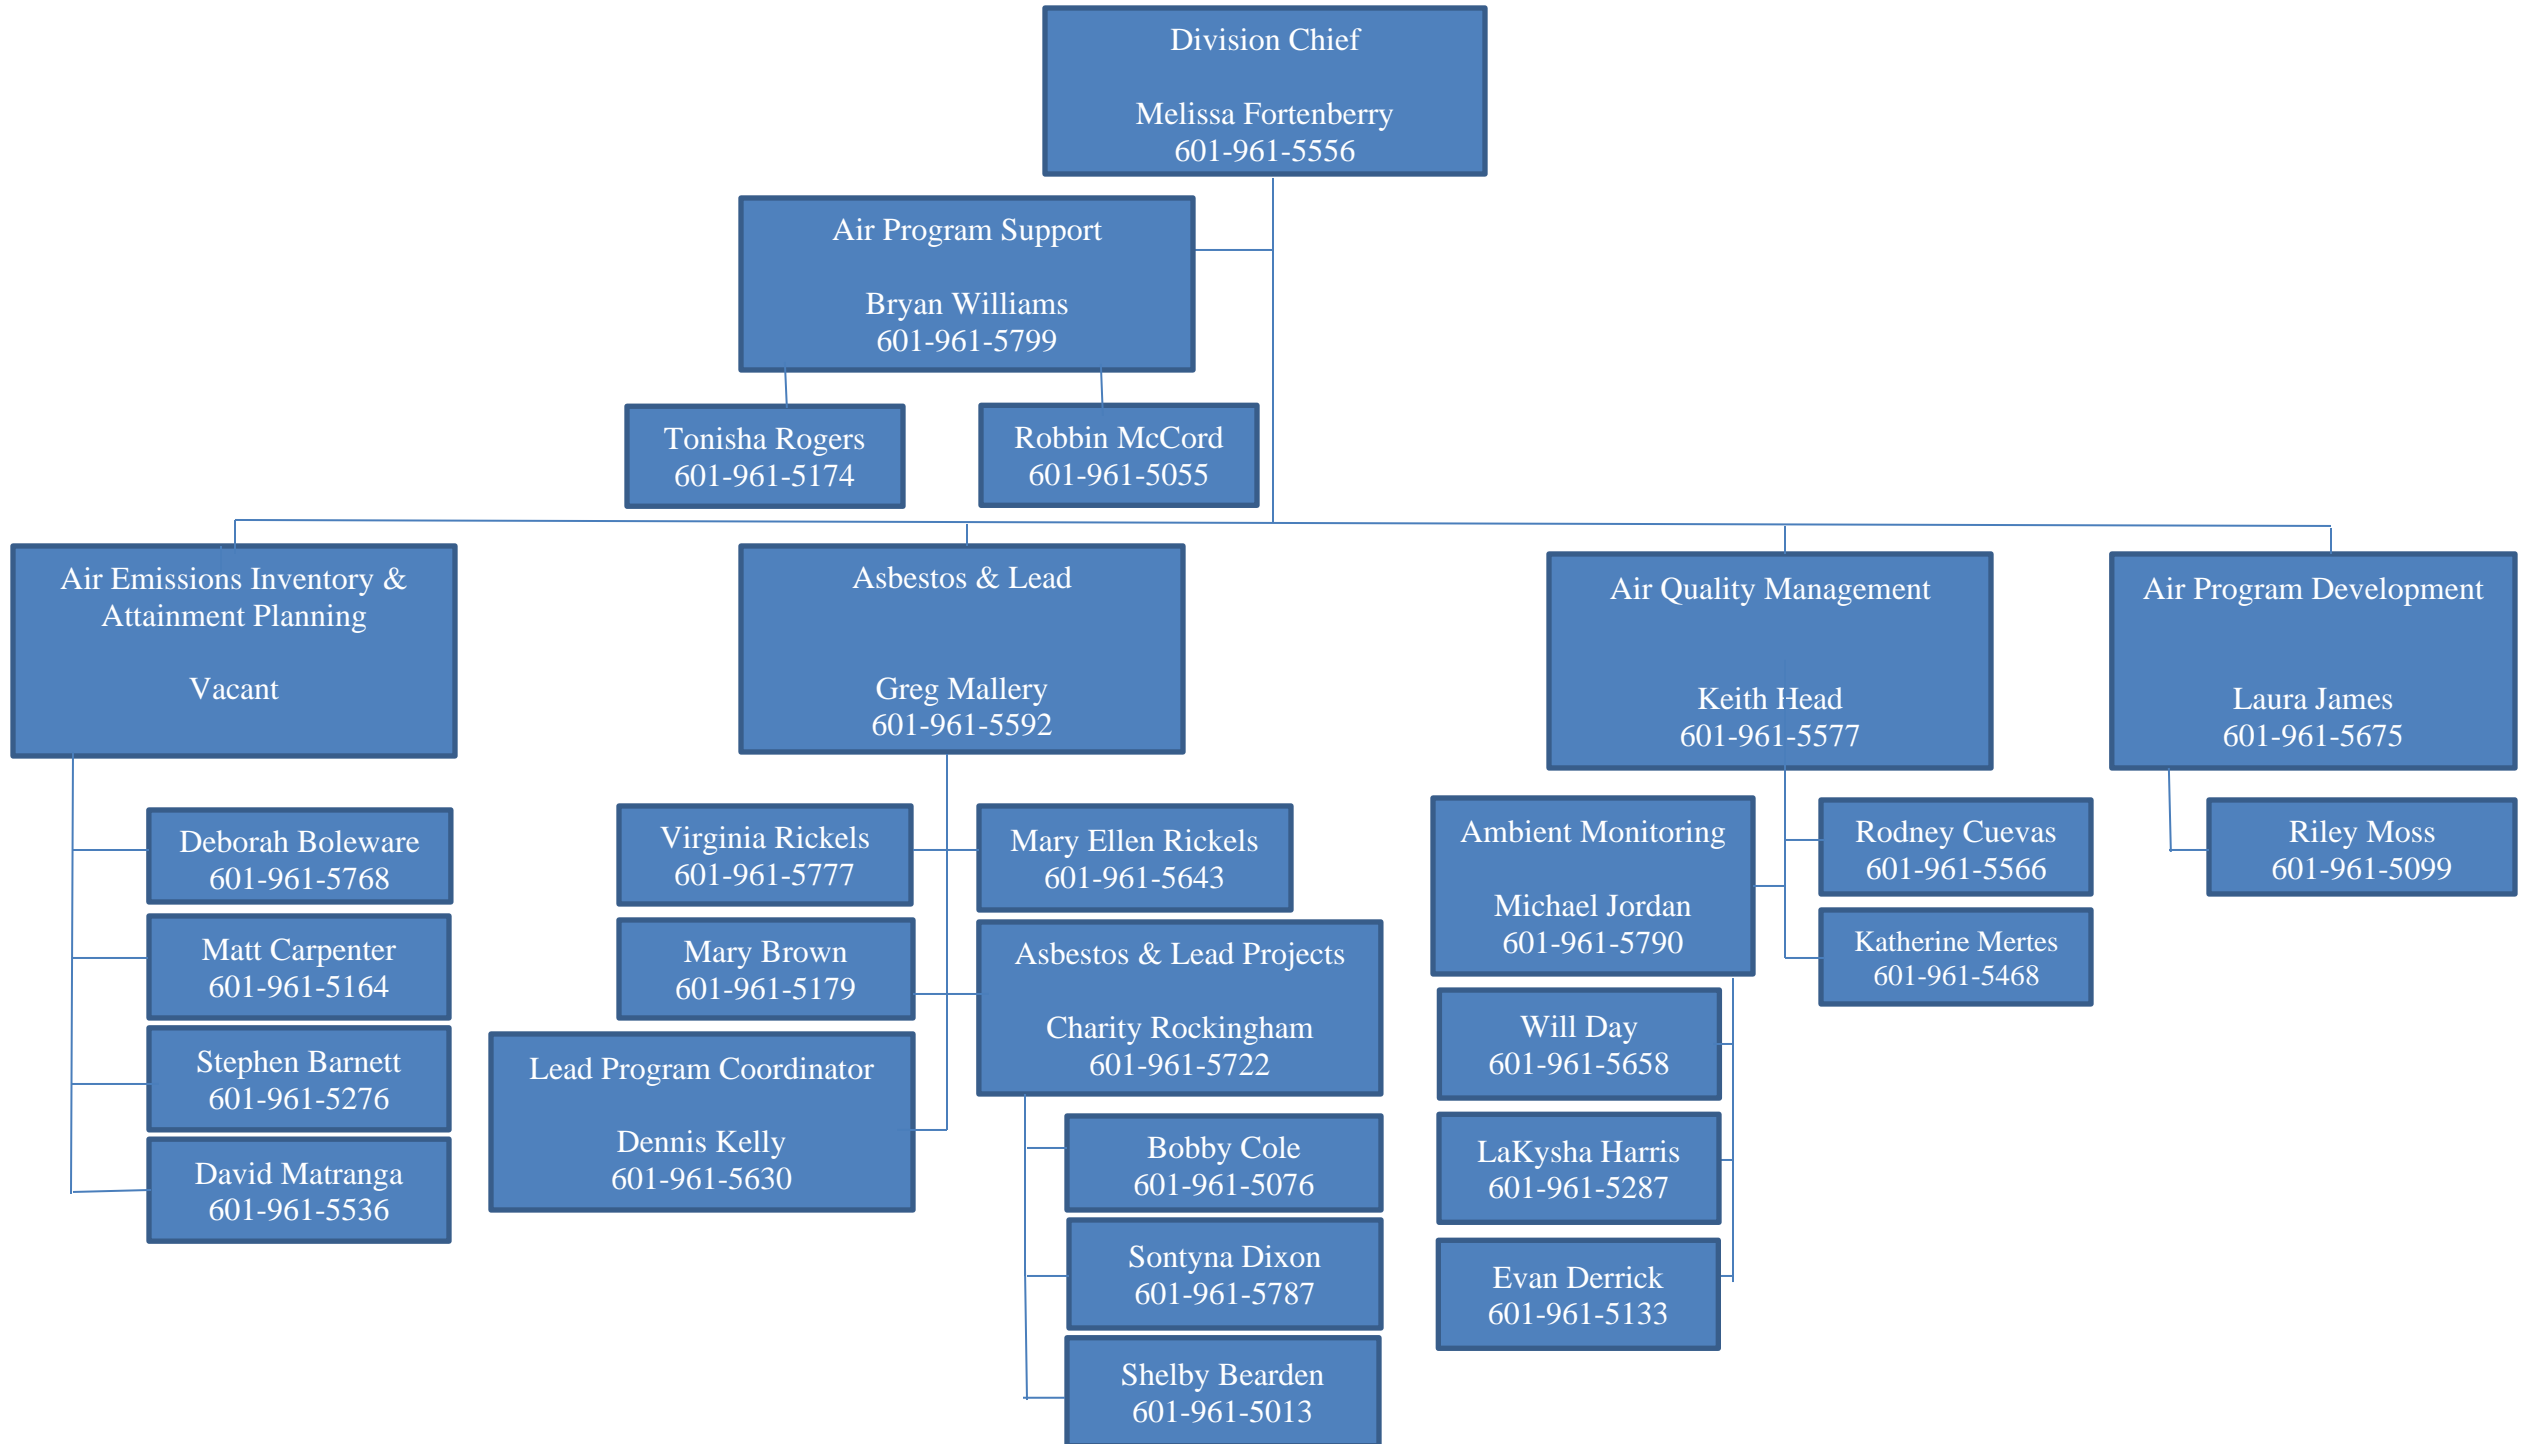 Division Chief
Melissa Fortenberry
601-961-5556
Air Program Support
Bryan Williams
601-961-5799
Tonisha Rogers
601-961-5174
Robbin McCord
601-961-5055
Air Emissions Inventory &
Attainment Planning
Vacant
Deborah Boleware
601-961-5768
Matt Carpenter
601-961-5164
Stephen Barnett
601-961-5276
David Matranga
601-961-5536
Asbestos & Lead
Greg Mallery
601-961-5592
Virginia Rickels
601-961-5777
Mary Brown
601-961-5179
Lead Program Coordinator
Dennis Kelly
601-961-5630
Mary Ellen Rickels
601-961-5643
Asbestos & Lead Projects
Charity Rockingham
601-961-5722
Bobby Cole
601-961-5076
Sontyna Dixon
601-961-5787
Shelby Bearden
601-961-5013
Air Quality Management
Keith Head
601-961-5577
Ambient Monitoring
Michael Jordan
601-961-5790
Will Day
601-961-5658
LaKysha Harris
601-961-5287
Evan Derrick
601-961-5133
Rodney Cuevas
601-961-5566
Katherine Mertes
601-961-5468
Air Program Development
Laura James
601-961-5675
Riley Moss
601-961-5099